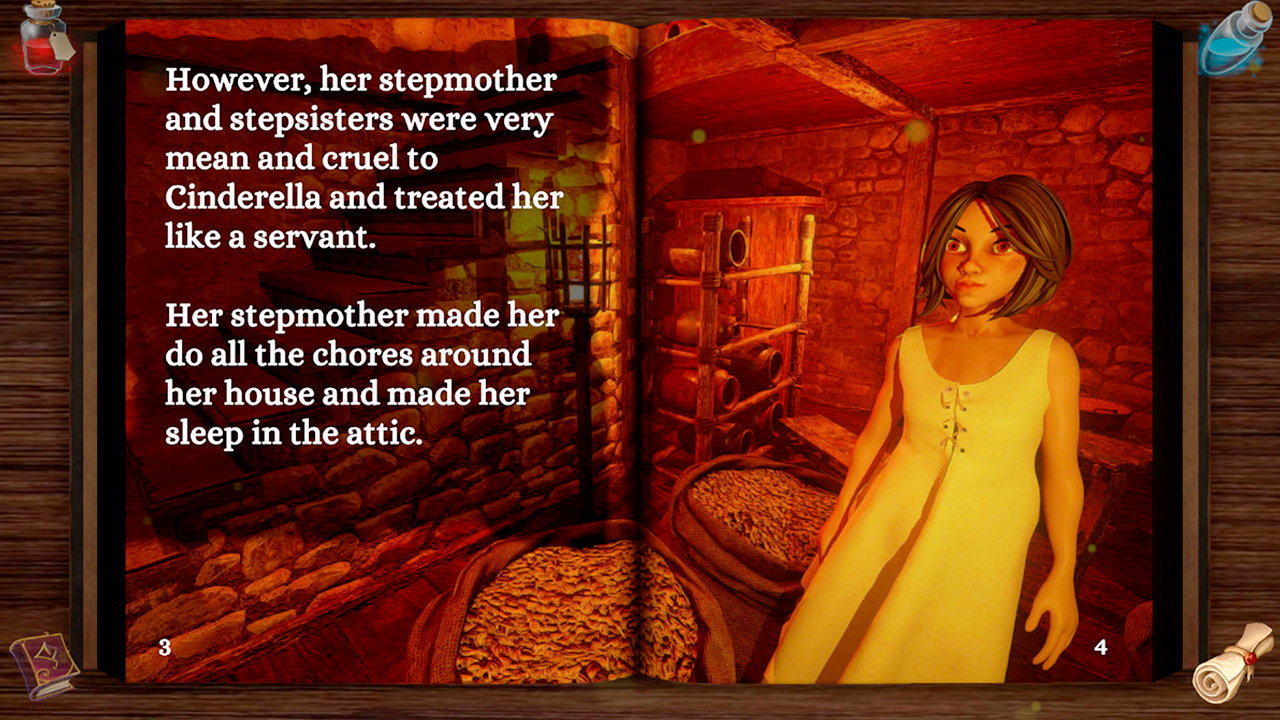 However, her stepmother
and stepsisters were very
mean and cruel to
Cinderella and treated her
like a servant.
Her stepmother made her
do all the chores around
her house and made her
sleep in the attic.
3
4